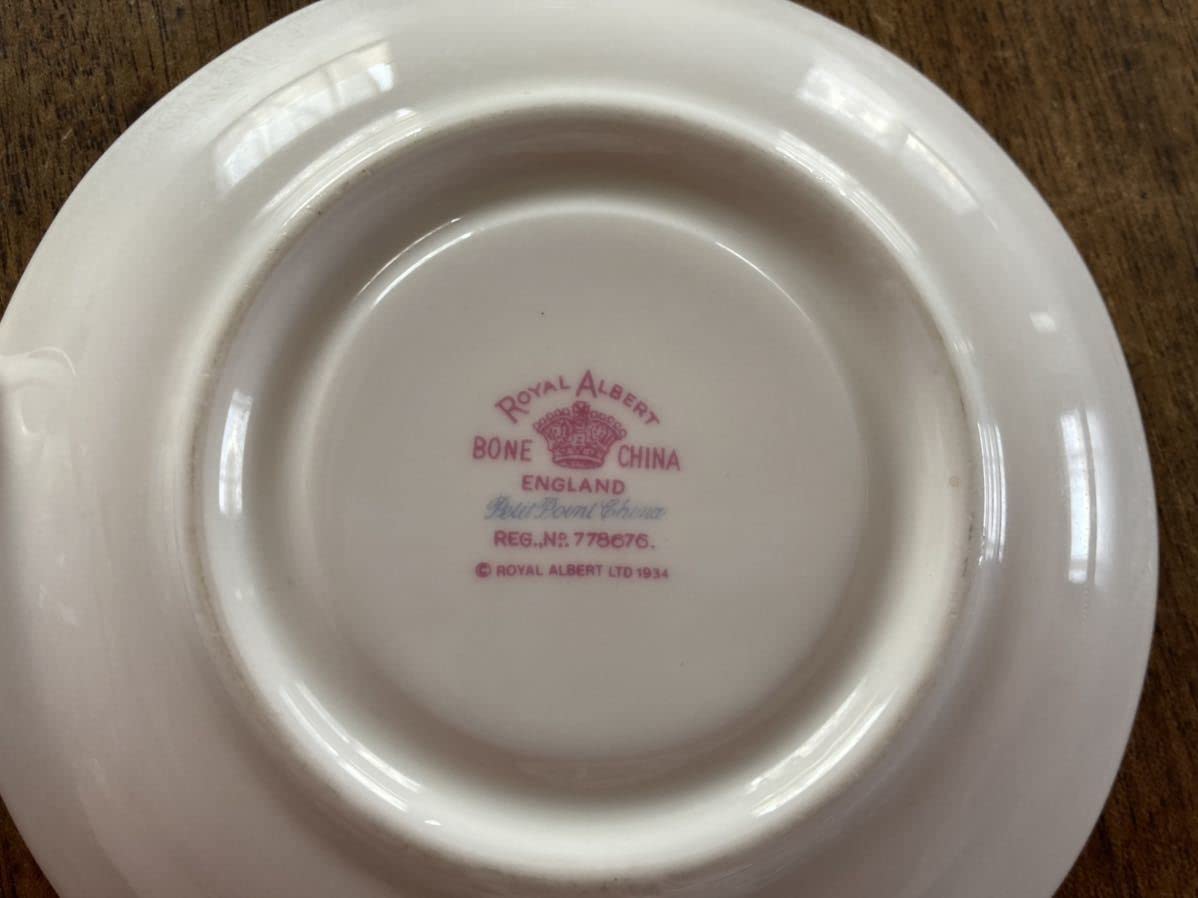 ROYAL ALBERT
BONE CHINA
ENGLAND
Petit Point China
REG., No. 778676.
© ROYAL ALBERT LTD 1934